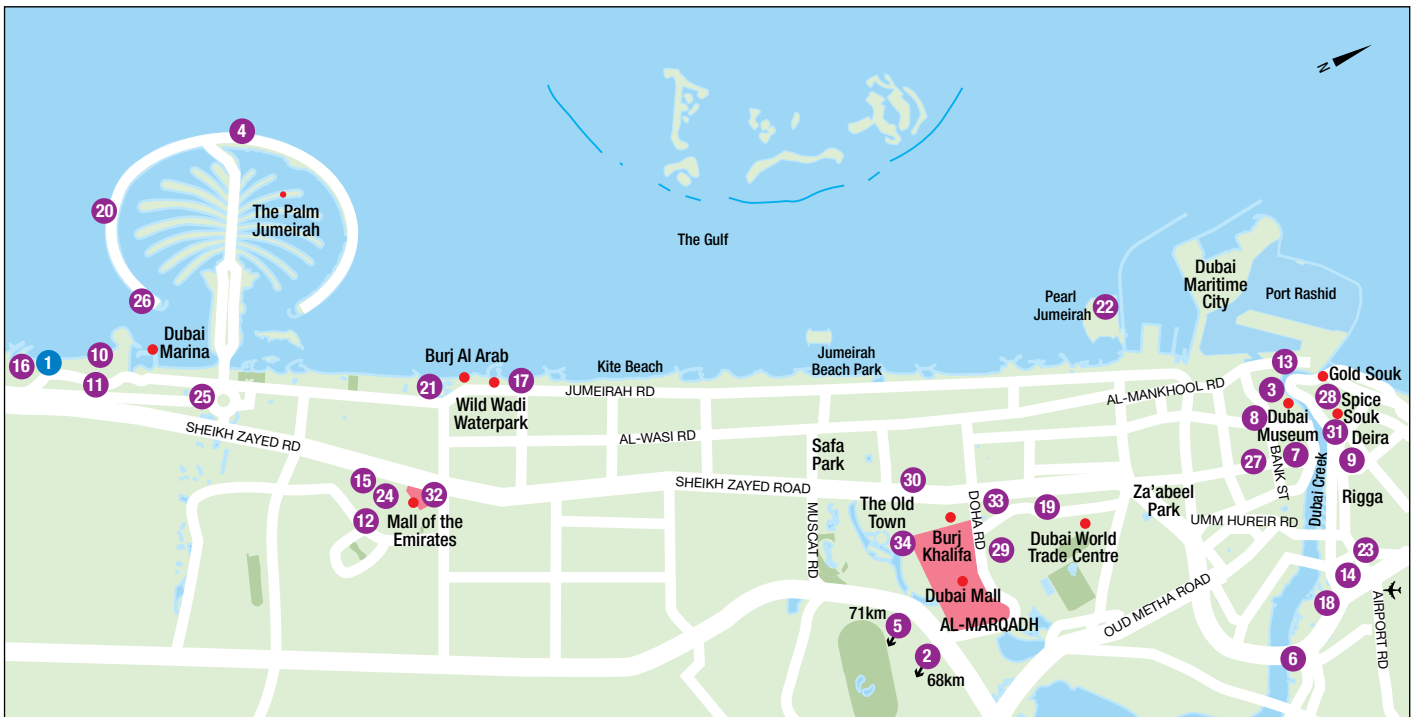 N
4
The Palm
Jumeirah
20
26
The Gulf
Dubai
Maritime
City
Port Rashid
Pearl
Jumeirah
22
Dubai
Marina
16
1
10
11
25
Burj Al Arab
21
17
Wild Wadi
Waterpark
Kite Beach
JUMEIRAH RD
Jumeirah
Beach Park
AL-MANKHOOL RD
13
Gold Souk
3
28
Spice
Souk
8
Dubai
Museum
31
Deira
27
BANK ST
7
9
Dubai Creek
Rigga
SHEIKH ZAYED RD
AL-WASI RD
Safa
Park
SHEIKH ZAYED ROAD
15
24
32
12
Mall of the
Emirates
MUSCAT RD
30
The Old
Town
34
DOHA RD
33
19
29
Burj
Khalifa
Dubai World
Trade Centre
Za'abeel
Park
UMM HUREIR RD
23
14
18
Dubai Mall
AL-MARQADH
OUD METHA ROAD
AIRPORT RD
71km
5
2
68km
6